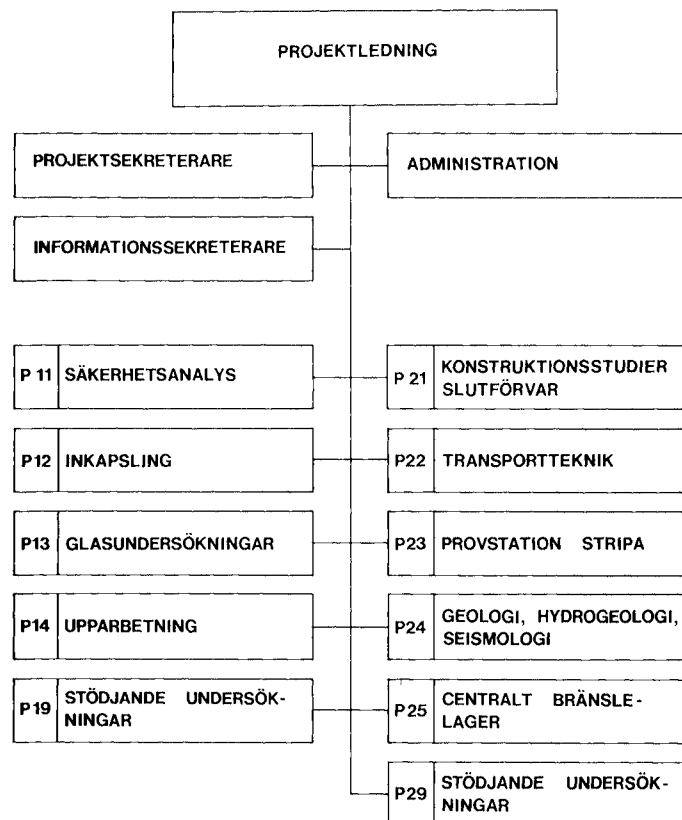 PROJEKTLEDNING
PROJEKTSEKRETERARE
ADMINISTRATION
INFORMATIONSSEKRETERARE
P 11 SÄKERHETSANALYS
P 21 KONSTRUKTIONSSTUDIER
SLUTFÖRVAR
P12 INKAPSLING
P22 TRANSPORTTEKNIK
P13 GLASUNDERSÖKNINGAR
P23 PROVSTATION STRIPA
P14 UPPARBETNING
P24 GEOLOGI, HYDROGEOLOGI,
SEISMOLOGI
P19 STÖDJANDE UNDERSÖK-
NINGAR
P25 CENTRALT BRÄNSLE-
LAGER
P29 STÖDJANDE UNDERSÖK-
NINGAR